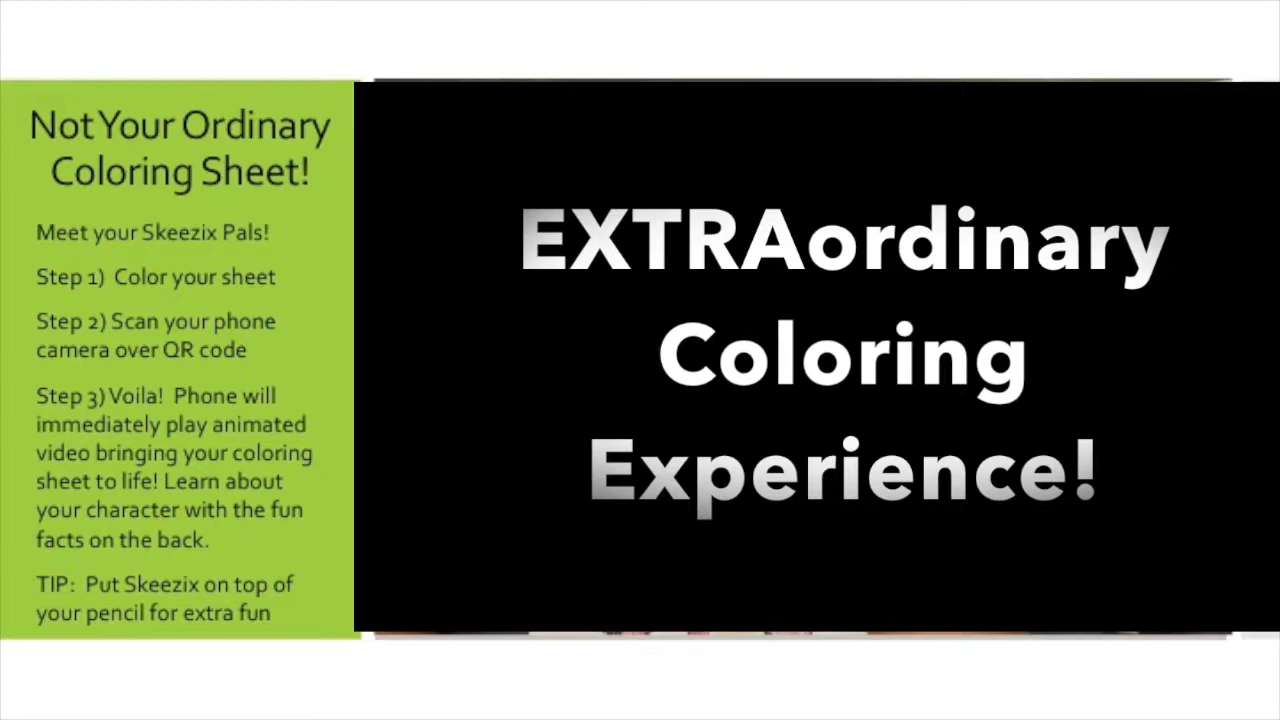 Not Your Ordinary
Coloring Sheet!
Meet your Skeezix Pals!
Step 1)  Color your sheet
Step 2) Scan your phone
camera over QR code
Step 3) Voila!  Phone will
immediately play animated
video bringing your coloring
sheet to life! Learn about
your character with the fun
facts on the back.
TIP:  Put Skeezix on top of
your pencil for extra fun
EXTRAordinary
Coloring
Experience!